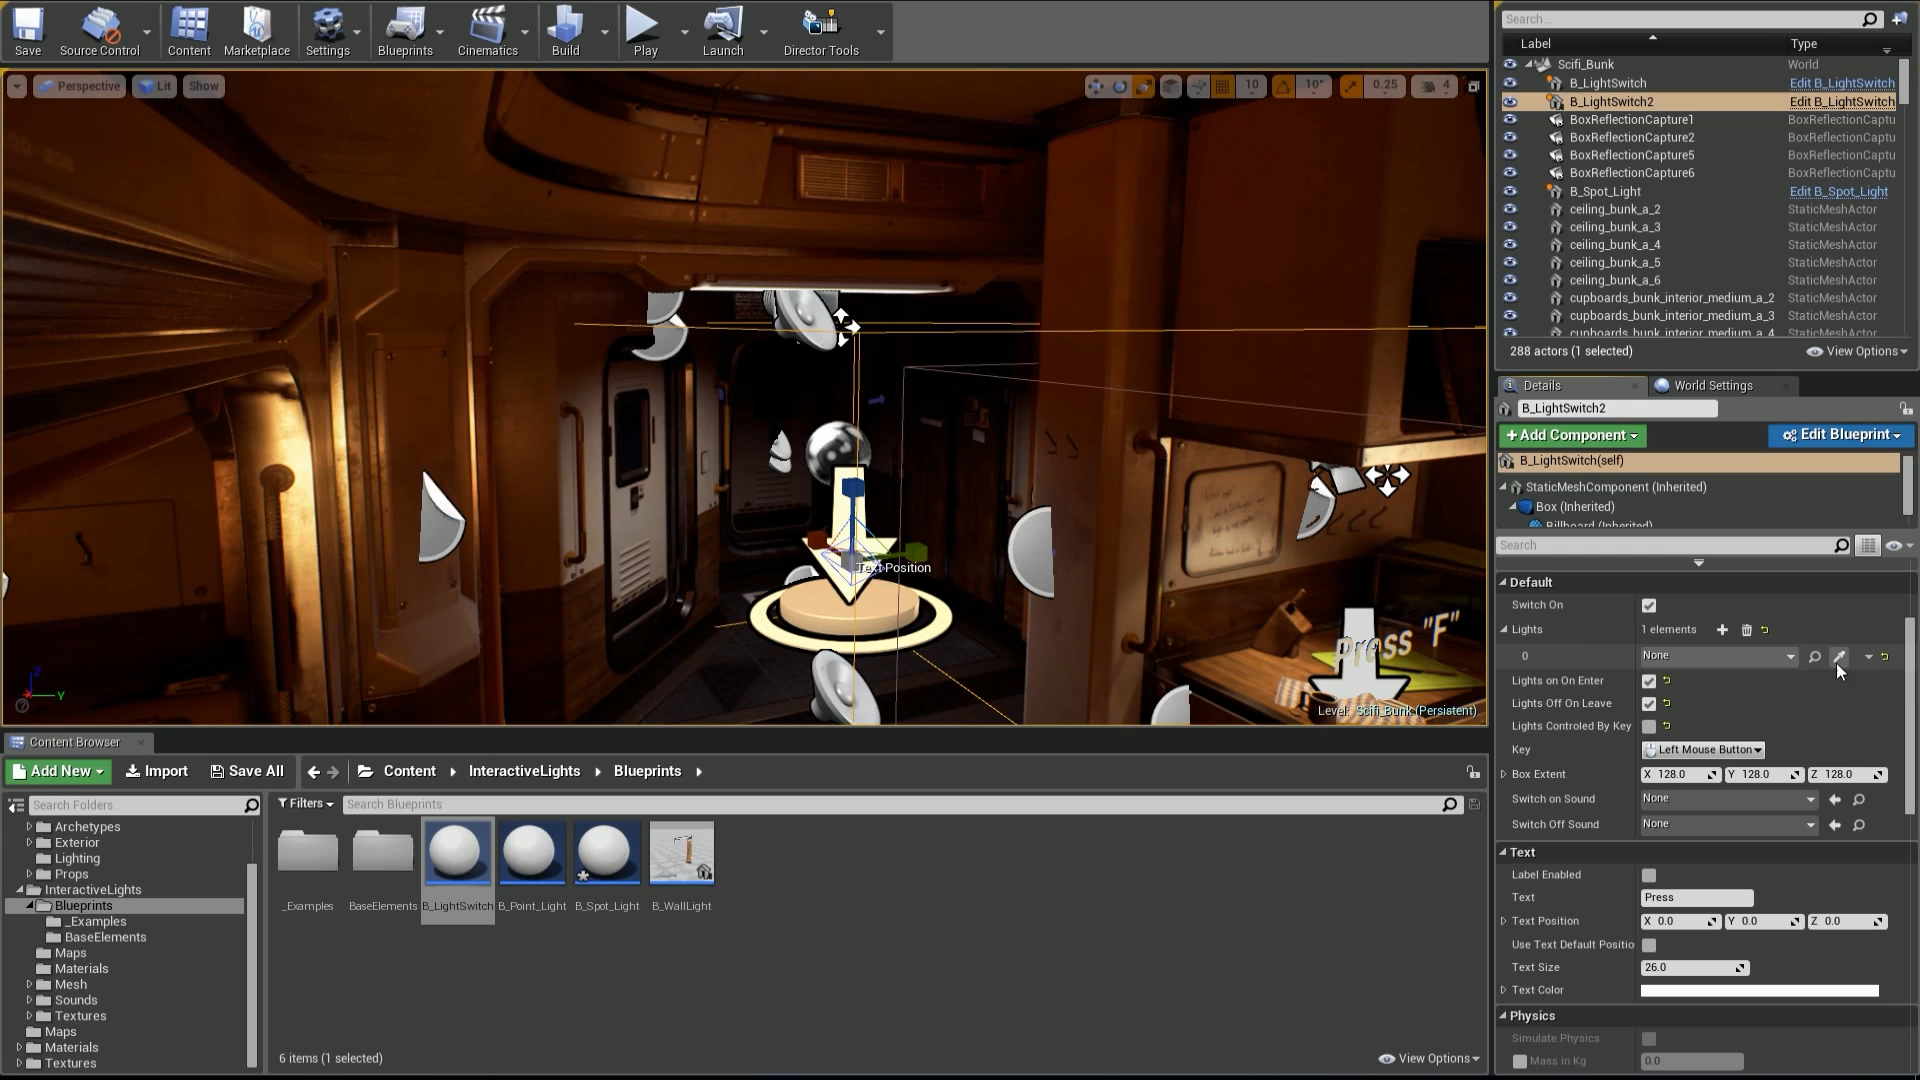 Save
Source Control
Content
Marketplace
Settings
Blueprints
Cinematics
Build
Play
Launch
Director Tools
Perspective
Lit
Show
10
10°
0.25
4
Text Position
Press "F"
Level: Scifi_Bunk (Persistent)
Search...
Label
Type
Scifi_Bunk
World
B_LightSwitch
Edit B_LightSwitch
B_LightSwitch2
Edit B_LightSwitch
BoxReflectionCapture1
BoxReflectionCaptu
BoxReflectionCapture2
BoxReflectionCaptu
BoxReflectionCapture5
BoxReflectionCaptu
BoxReflectionCapture6
BoxReflectionCaptu
B_Spot_Light
Edit B_Spot_Light
ceiling_bunk_a_2
StaticMeshActor
ceiling_bunk_a_3
StaticMeshActor
ceiling_bunk_a_4
StaticMeshActor
ceiling_bunk_a_5
StaticMeshActor
ceiling_bunk_a_6
StaticMeshActor
cupboards_bunk_interior_medium_a_2
StaticMeshActor
cupboards_bunk_interior_medium_a_3
StaticMeshActor
cupboards_bunk_interior_medium_a_4
StaticMeshActor
288 actors (1 selected)
View Options
Details
World Settings
B_LightSwitch2
Add Component
Edit Blueprint
B_LightSwitch(self)
StaticMeshComponent (Inherited)
Box (Inherited)
Billboard (Inherited)
Search
Default
Switch On
Lights
1 elements
0
None
Lights on On Enter
Lights Off On Leave
Lights Controled By Key
Key
Left Mouse Button
Box Extent
X 128.0
Y 128.0
Z 128.0
Switch on Sound
None
Switch Off Sound
None
Text
Label Enabled
Text
Press
Text Position
X 0.0
Y 0.0
Z 0.0
Use Text Default Positio
Text Size
26.0
Text Color
Physics
Simulate Physics
Mass in Kg
0.0
Content Browser
Add New
Import
Save All
Content
InteractiveLights
Blueprints
Search Folders
Filters
Search Blueprints
Archetypes
Exterior
Lighting
Props
InteractiveLights
Blueprints
_Examples
BaseElements
Maps
Materials
Mesh
Sounds
Textures
Maps
Materials
Textures
_Examples
BaseElements
B_LightSwitch
B_Point_Light
B_Spot_Light
B_WallLight
6 items (1 selected)
View Options